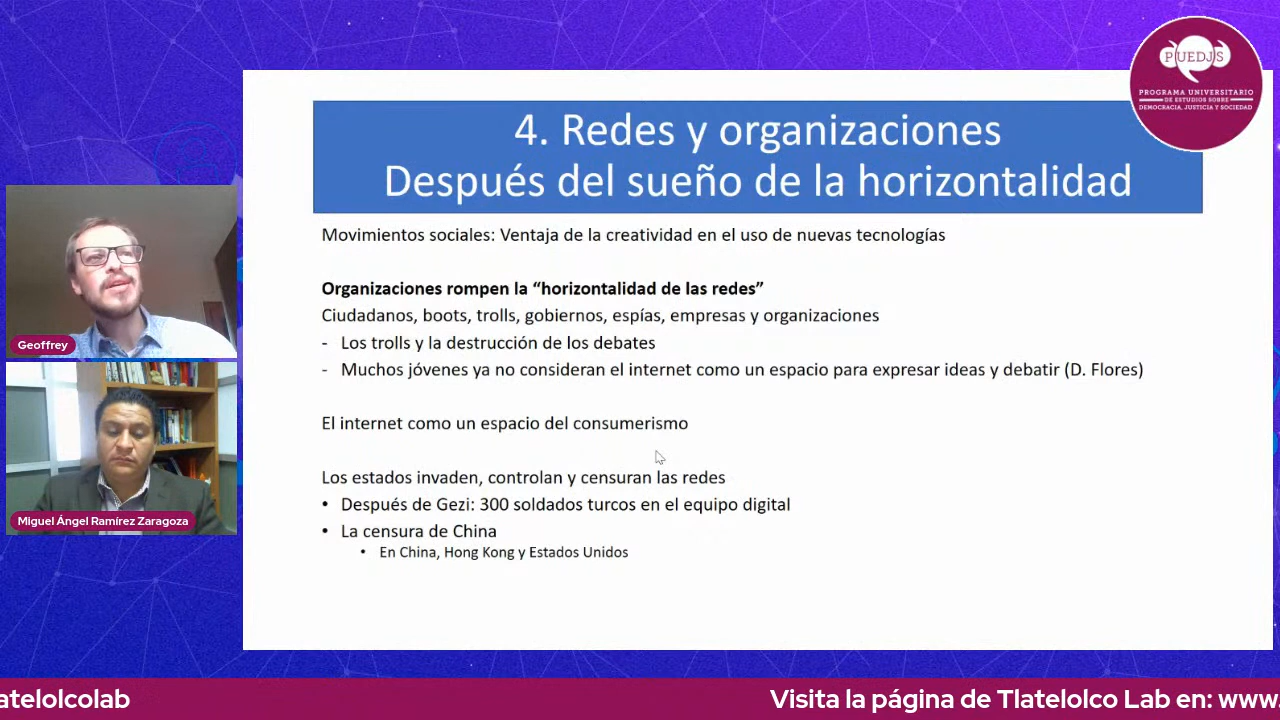 PUEDJS
PROGRAMA UNIVERSITARIO
DE ESTUDIOS SOBRE
DEMOCRACIA, JUSTICIA Y SOCIEDAD
4. Redes y organizaciones
Después del sueño de la horizontalidad
Movimientos sociales: Ventaja de la creatividad en el uso de nuevas tecnologías
Organizaciones rompen la “horizontalidad de las redes”
Ciudadanos, boots, trolls, gobiernos, espías, empresas y organizaciones
- Los trolls y la destrucción de los debates
- Muchos jóvenes ya no consideran el internet como un espacio para expresar ideas y debatir (D. Flores)
El internet como un espacio del consumerismo
Los estados invaden, controlan y censuran las redes
• Después de Gezi: 300 soldados turcos en el equipo digital
• La censura de China
• En China, Hong Kong y Estados Unidos
Geoffrey
Miguel Ángel Ramírez Zaragoza
atelolcolab
Visita la página de Tlatelolco Lab en: www.